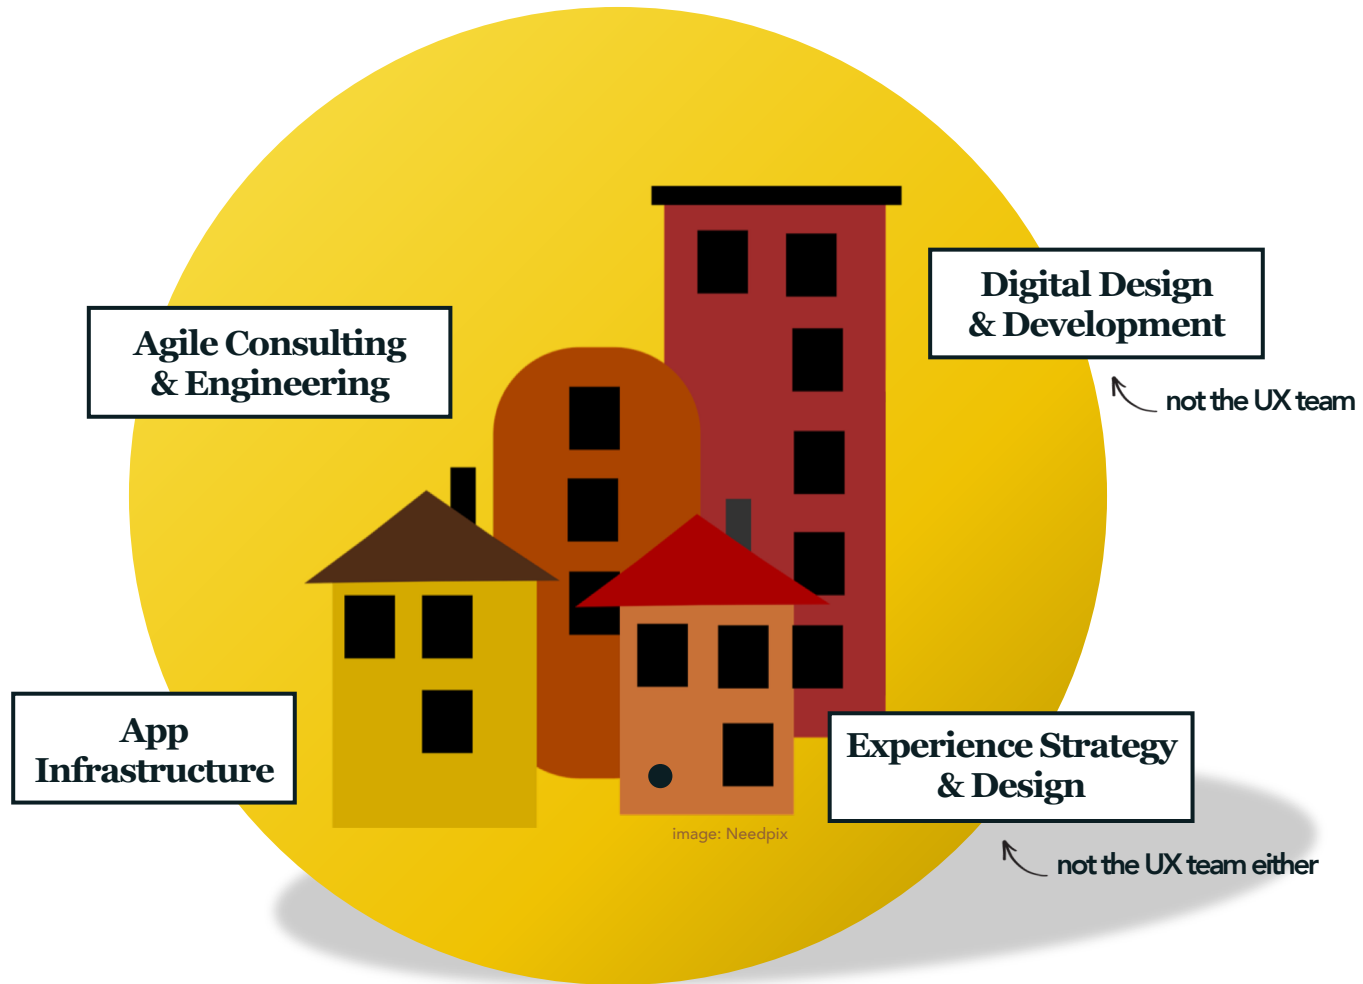 Digital Design
& Development
not the UX team
Agile Consulting
& Engineering
App
Infrastructure
Experience Strategy
& Design
image: Needpix
not the UX team either